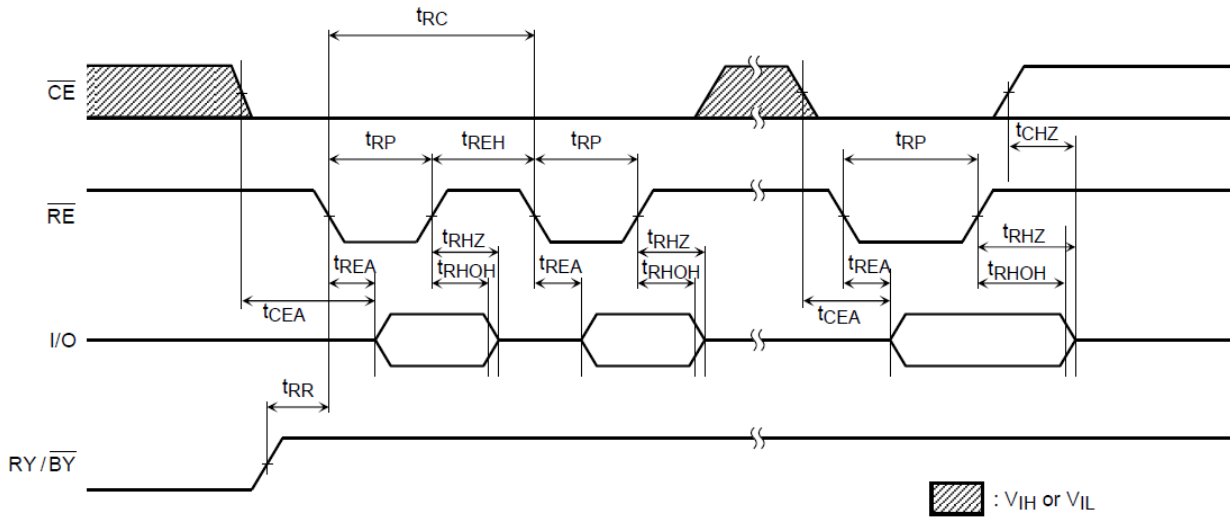 tRC
CE
tCHZ
tRP tREH tRP tRP
RE
tRHZ tRHZ tRHZ
tREA tRHOH tREA tRHOH tREA tRHOH
tCEA tCEA
I/O
tRR
RY / BY
: VIH or VIL